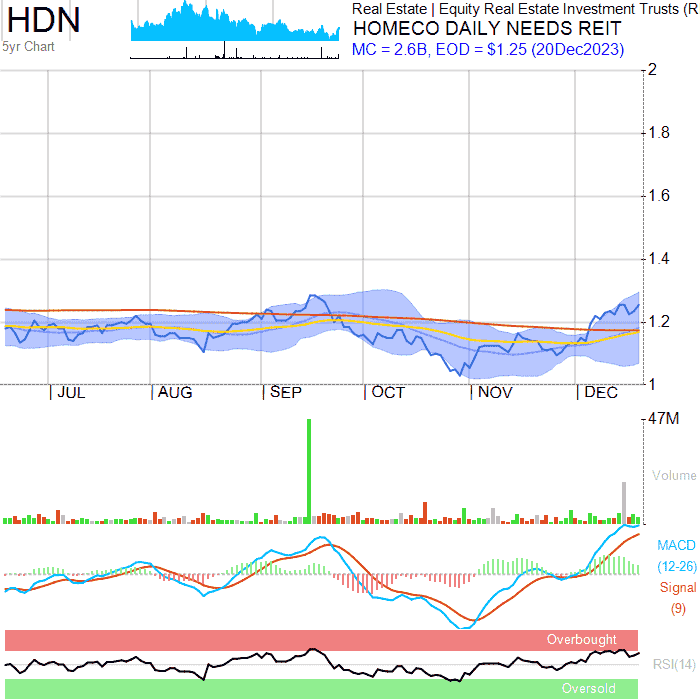 HDN
5yr Chart
Real Estate | Equity Real Estate Investment Trusts (R
HOMECO DAILY NEEDS REIT
MC = 2.6B, EOD = $1.25 (20Dec2023)
2
1.8
1.6
1.4
1.2
1
JUL AUG SEP OCT NOV DEC
47M
Volume
MACD
(12-26)
Signal
(9)
Overbought
RSI(14)
Oversold